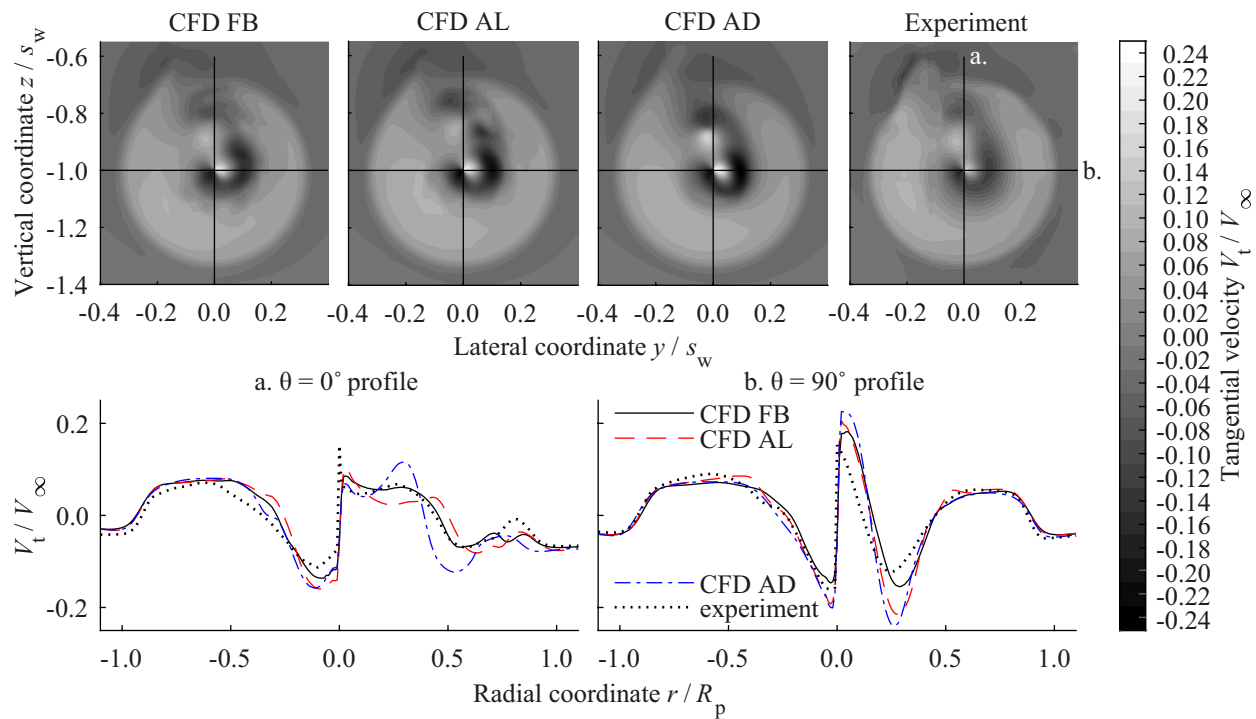 CFD FB
CFD AL
CFD AD
Experiment
Vertical coordinate z / s_w
-0.6
-0.8
-1.0
-1.2
-1.4
a.
b.
-0.4 -0.2 0.0 0.2
-0.4 -0.2 0.0 0.2
-0.4 -0.2 0.0 0.2
-0.4 -0.2 0.0 0.2
Lateral coordinate y / s_w
0.24
0.22
0.20
0.18
0.16
0.14
0.12
0.10
0.08
0.06
0.04
0.02
0.00
-0.02
-0.04
-0.06
-0.08
-0.10
-0.12
-0.14
-0.16
-0.18
-0.20
-0.22
-0.24
Tangential velocity V_t / V_∞
a. θ = 0° profile
V_t / V_∞
0.2
0.0
-0.2
-1.0 -0.5 0.0 0.5 1.0
b. θ = 90° profile
CFD FB
CFD AL
CFD AD
experiment
-1.0 -0.5 0.0 0.5 1.0
Radial coordinate r / R_p